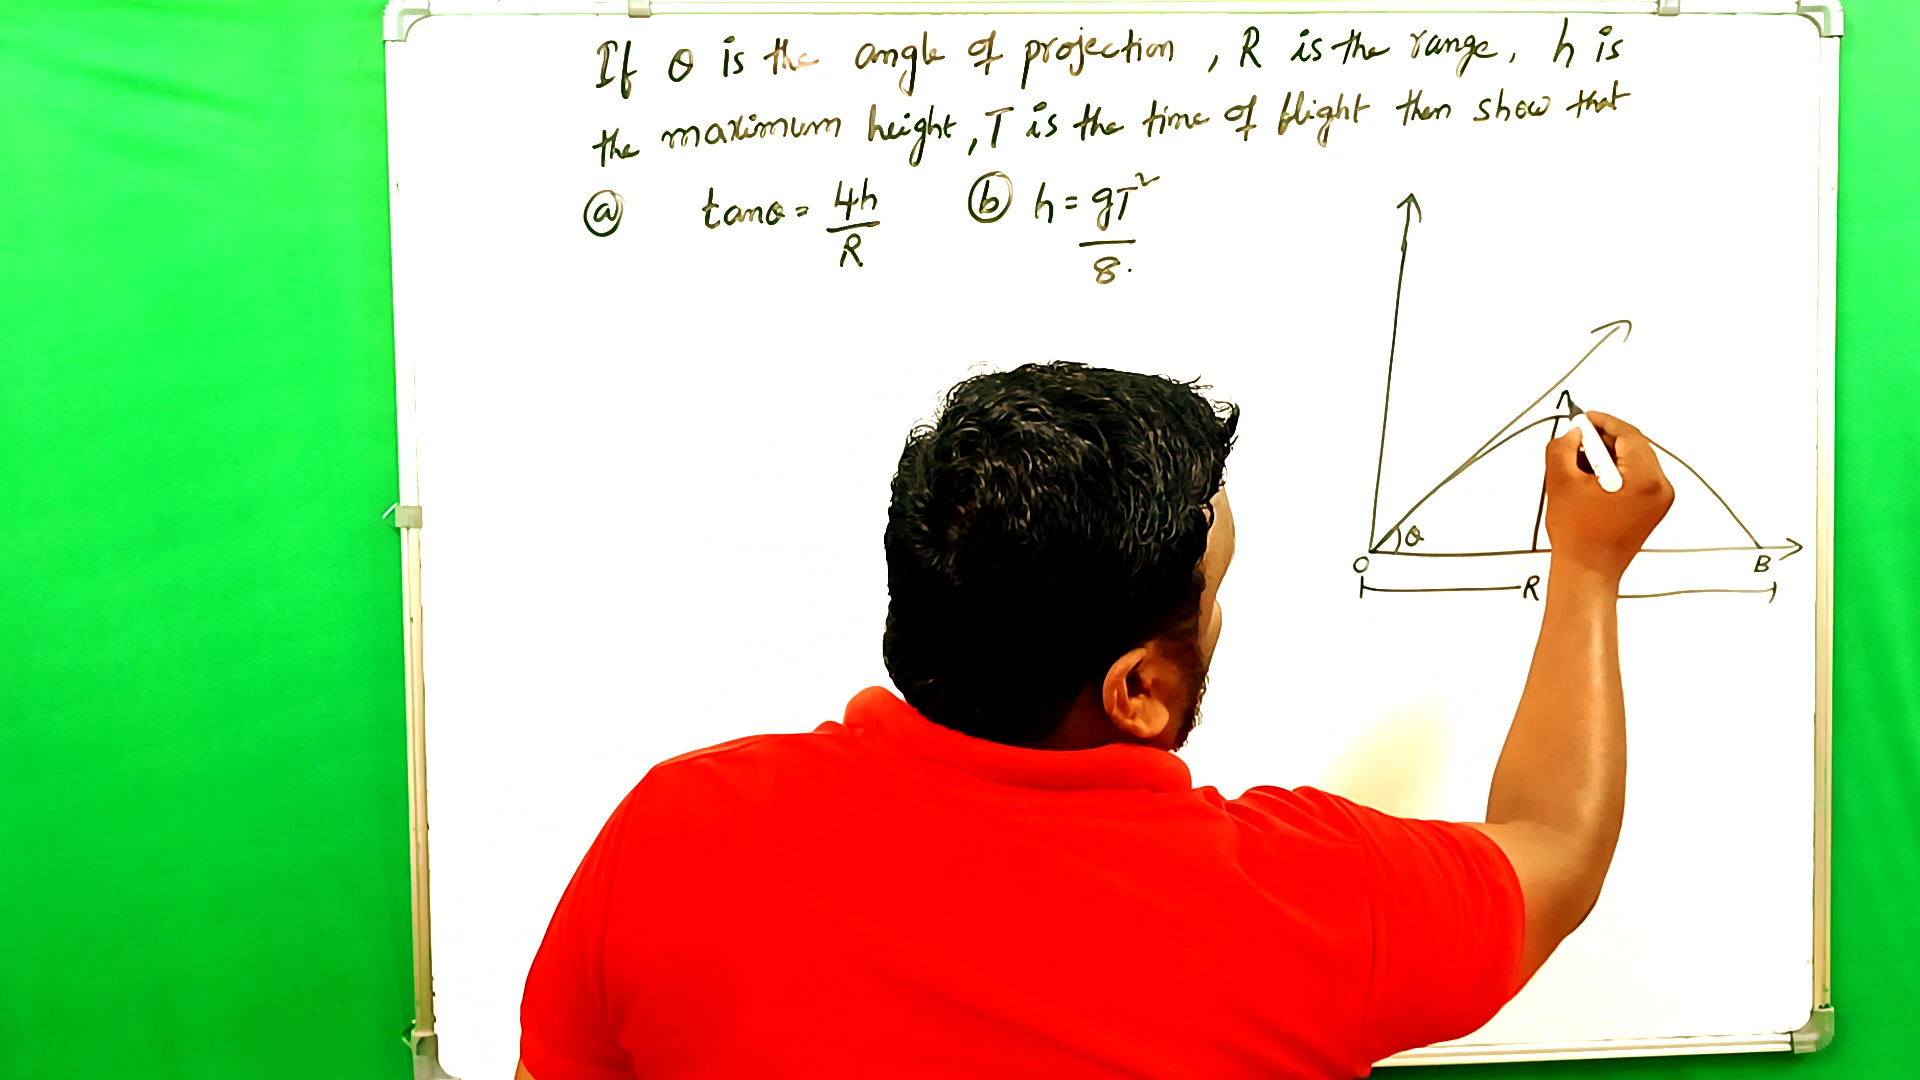 If θ is the angle of projection, R is the range, h is
the maximum height, T is the time of flight then show that
ⓐ tanθ = 4h/R ⓑ h = gT²/8.
A
θ
O B
R